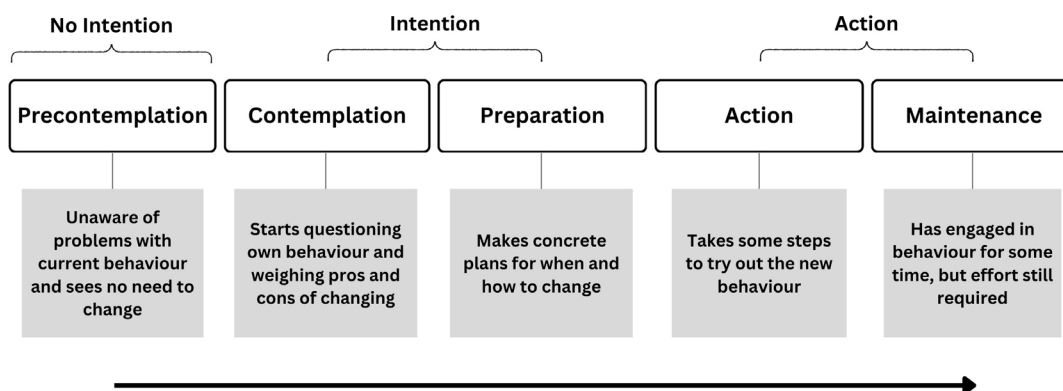 No Intention
Intention
Action
Precontemplation
Contemplation
Preparation
Action
Maintenance
Unaware of
problems with
current behaviour
and sees no need to
change
Starts questioning
own behaviour and
weighing pros and
cons of changing
Makes concrete
plans for when and
how to change
Takes some steps
to try out the new
behaviour
Has engaged in
behaviour for some
time, but effort still
required